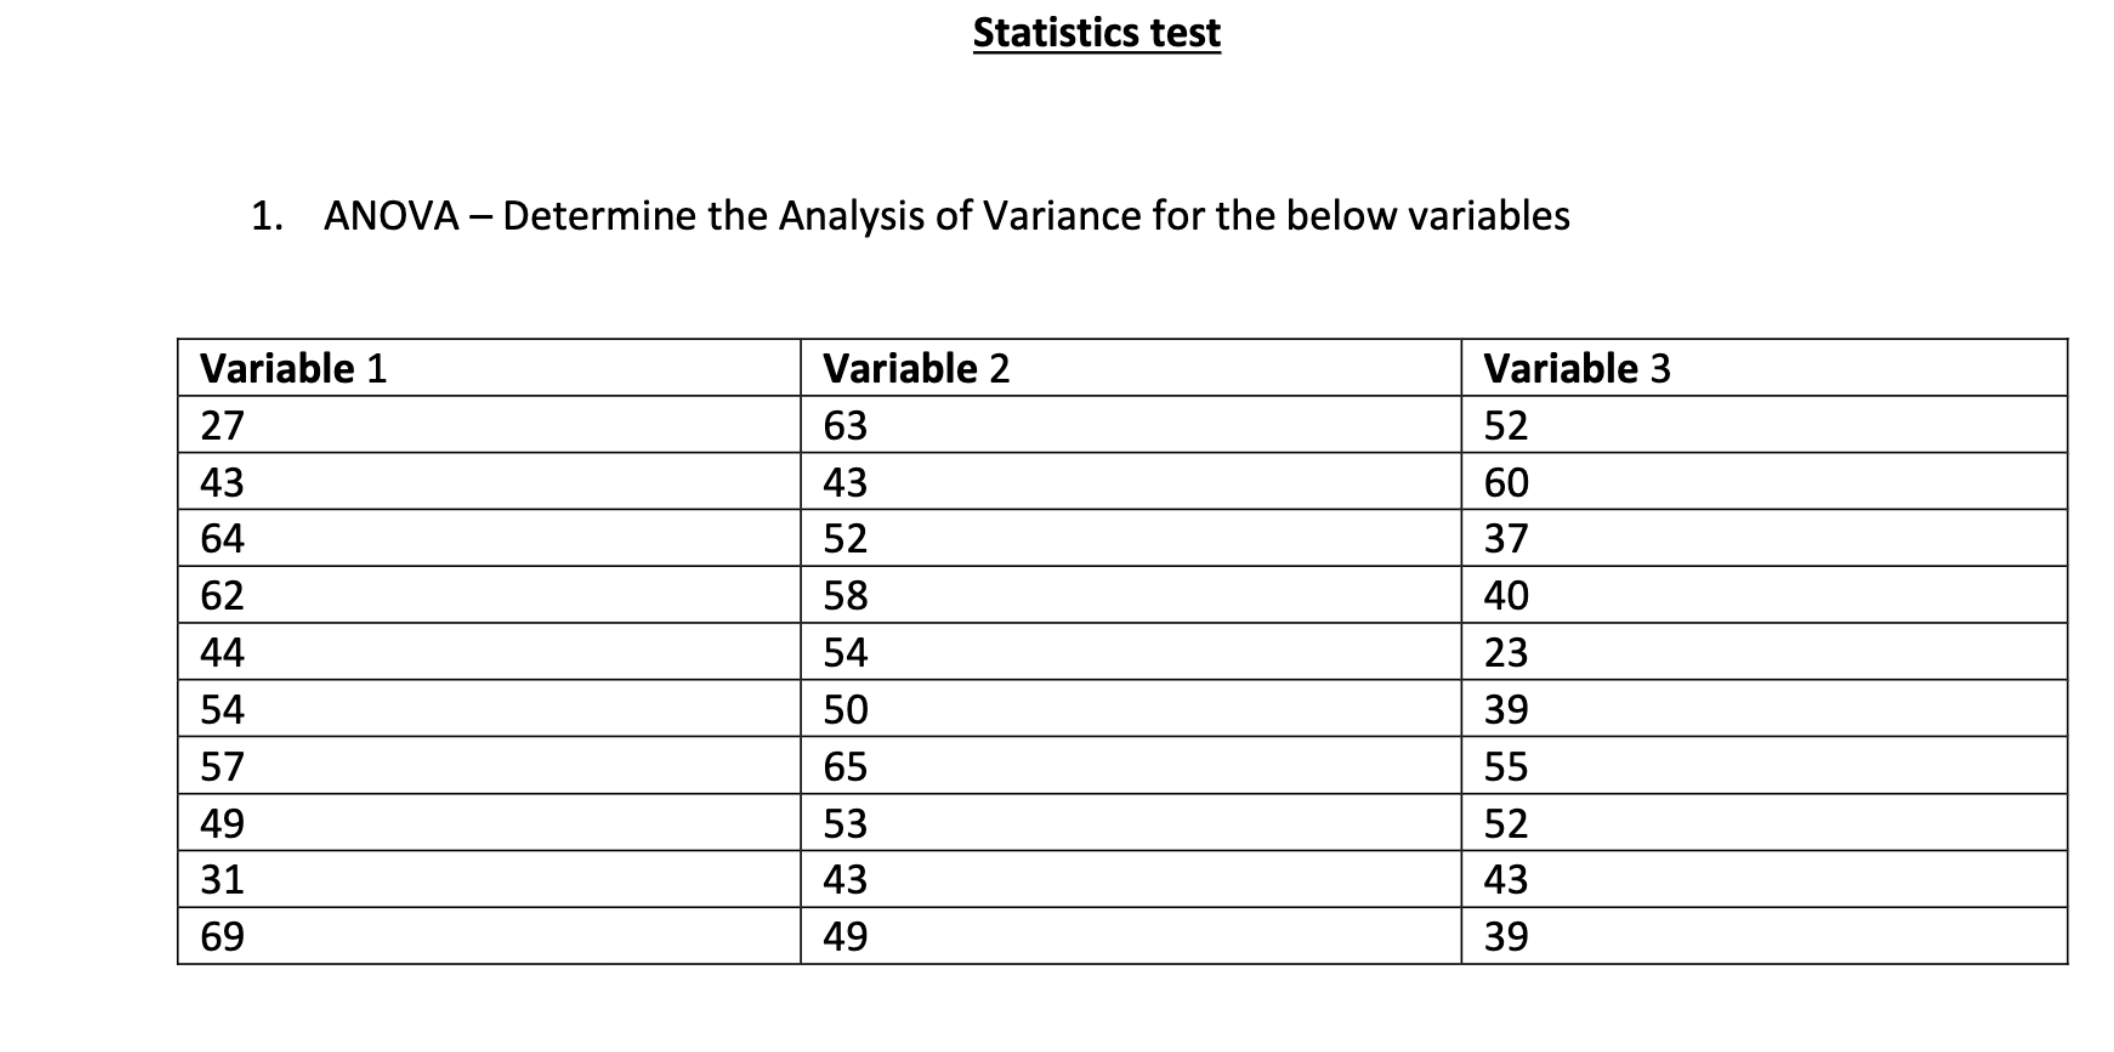 Statistics test
1. ANOVA – Determine the Analysis of Variance for the below variables
Variable 1 Variable 2 Variable 3
27 63 52
43 43 60
64 52 37
62 58 40
44 54 23
54 50 39
57 65 55
49 53 52
31 43 43
69 49 39